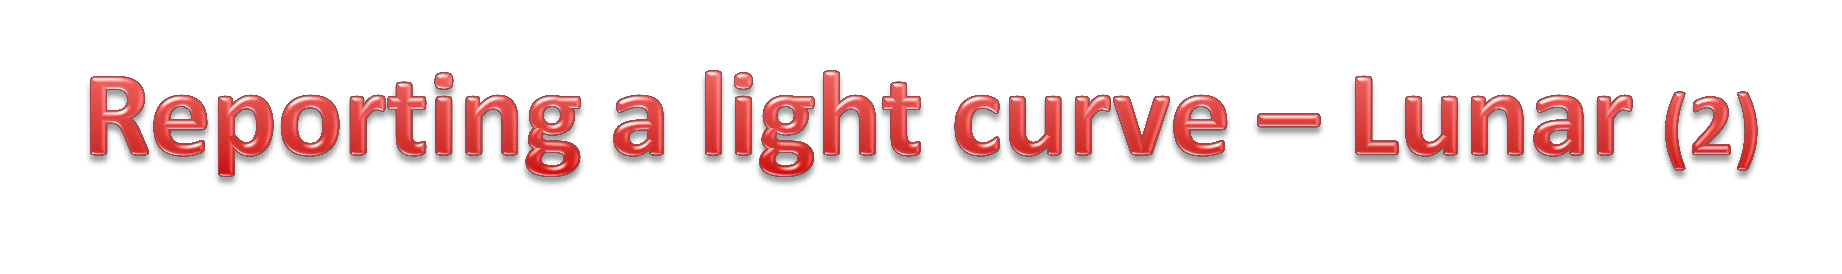 Reporting a light curve – Lunar (2)